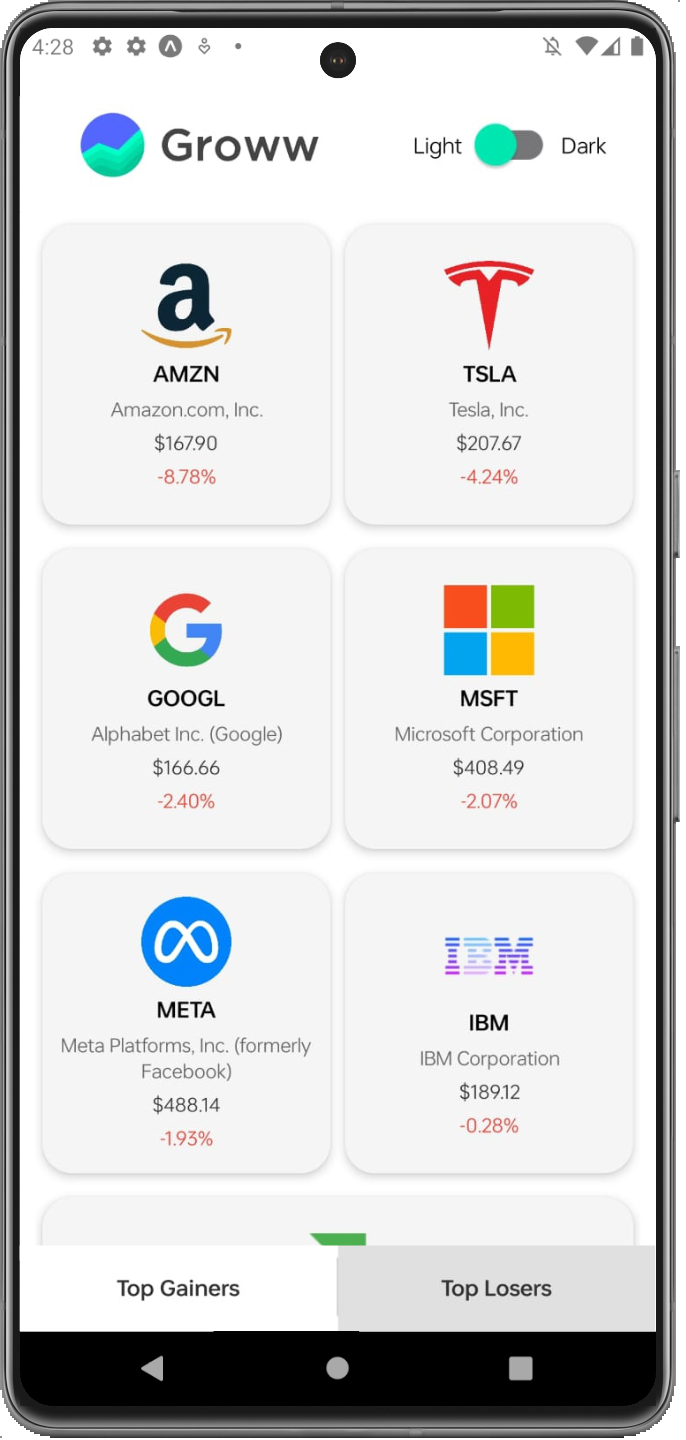 4:28
Groww
Light
Dark
AMZN
Amazon.com, Inc.
$167.90
-8.78%
TSLA
Tesla, Inc.
$207.67
-4.24%
GOOGL
Alphabet Inc. (Google)
$166.66
-2.40%
MSFT
Microsoft Corporation
$408.49
-2.07%
META
Meta Platforms, Inc. (formerly
Facebook)
$488.14
-1.93%
IBM
IBM
IBM Corporation
$189.12
-0.28%
Top Gainers
Top Losers